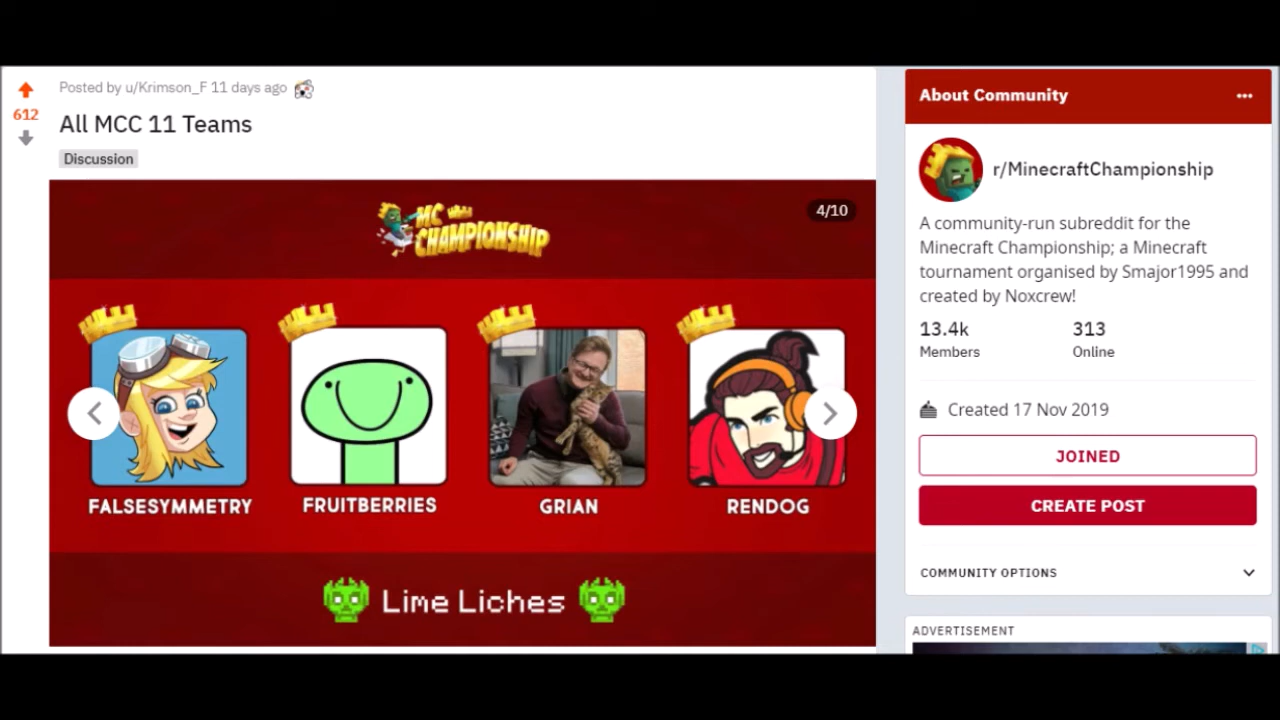 Posted by u/Krimson_F 11 days ago
612
All MCC 11 Teams
Discussion
MC
CHAMPIONSHIP
4/10
FALSESYMMETRY
FRUITBERRIES
GRIAN
RENDOG
Lime Liches
About Community
r/MinecraftChampionship
A community-run subreddit for the
Minecraft Championship; a Minecraft
tournament organised by Smajor1995 and
created by Noxcrew!
13.4k
313
Members
Online
Created 17 Nov 2019
JOINED
CREATE POST
COMMUNITY OPTIONS
ADVERTISEMENT